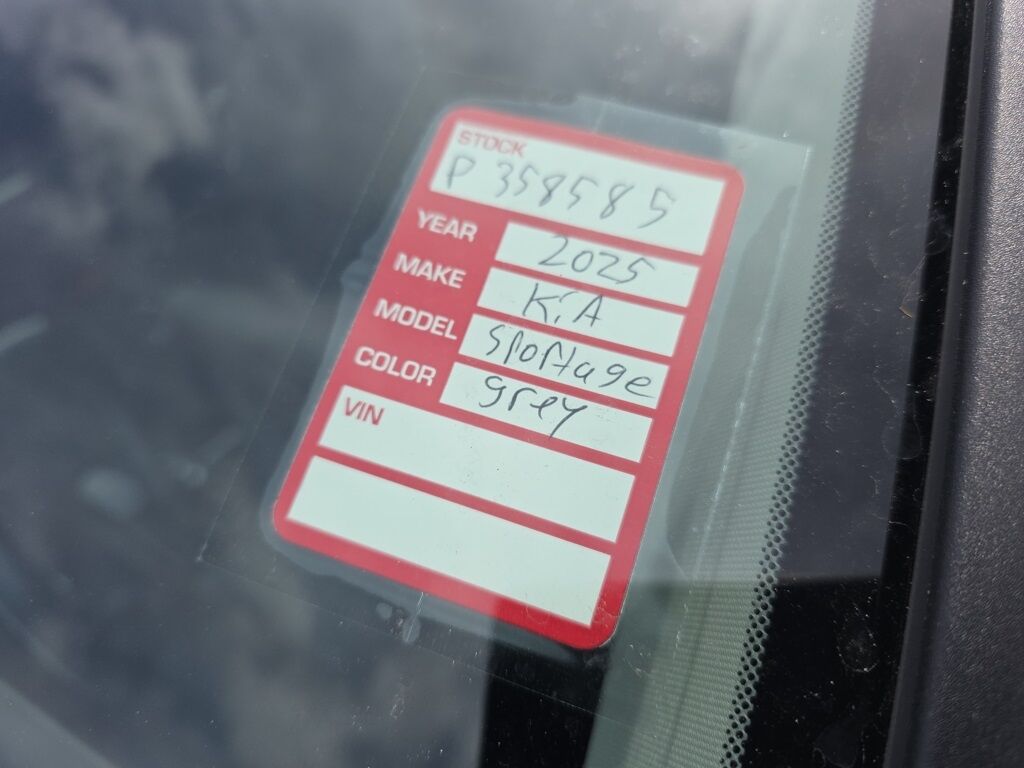 STOCK
P 358585
YEAR 2025
MAKE KiA
MODEL Sportage
COLOR grey
VIN